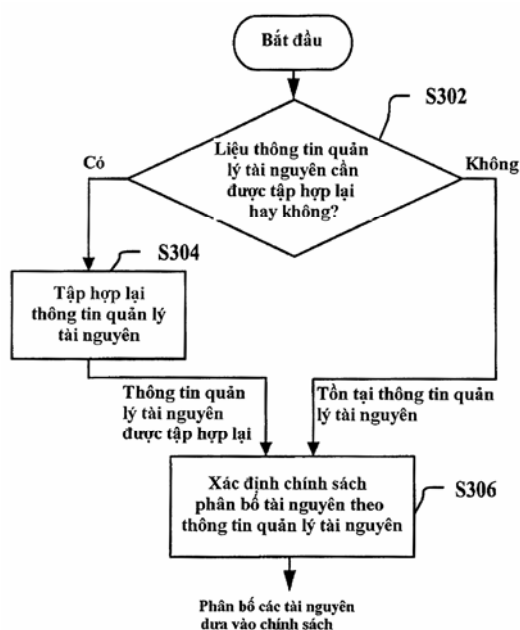 Bắt đầu
S302
Liệu thông tin quản
lý tài nguyên cần
được tập hợp lại
hay không?
Có
Không
S304
Tập hợp lại
thông tin quản lý
tài nguyên
Thông tin quản
lý tài nguyên
được tập hợp lại
Tồn tại thông tin quản
lý tài nguyên
Xác định chính sách
phân bổ tài nguyên theo
thông tin quản lý tài nguyên
S306
Phân bổ các tài nguyên
dựa vào chính sách